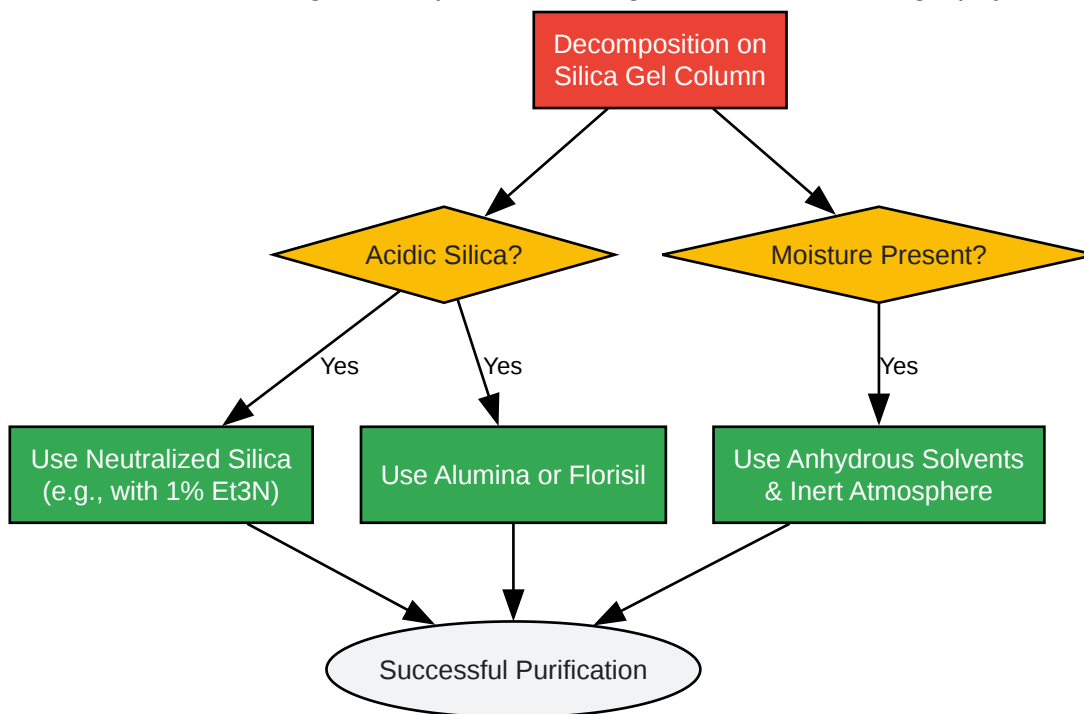 Decomposition on
Silica Gel Column
Acidic Silica?
Moisture Present?
Yes
Yes
Yes
Use Neutralized Silica
(e.g., with 1% Et3N)
Use Alumina or Florisil
Use Anhydrous Solvents
& Inert Atmosphere
Successful Purification